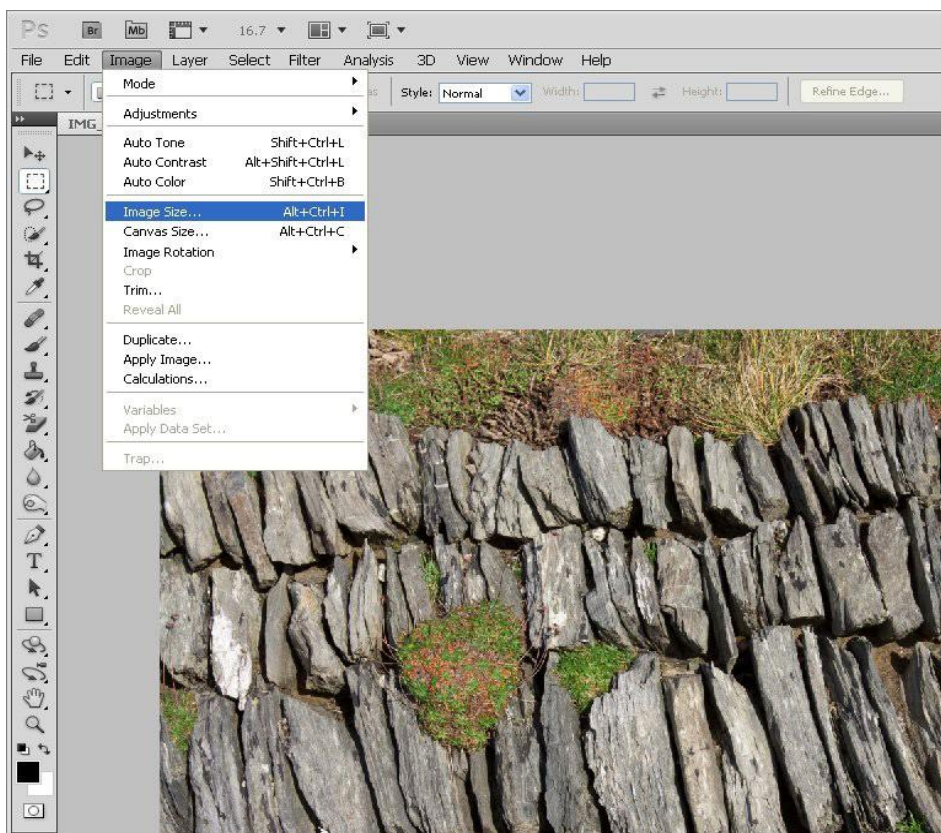 Ps Br Mb 16.7
File Edit Image Layer Select Filter Analysis 3D View Window Help
Style: Normal Width: Height: Refine Edge...
IMG_
Mode
Adjustments
Auto Tone Shift+Ctrl+L
Auto Contrast Alt+Shift+Ctrl+L
Auto Color Shift+Ctrl+B
Image Size... Alt+Ctrl+I
Canvas Size... Alt+Ctrl+C
Image Rotation
Crop
Trim...
Reveal All
Duplicate...
Apply Image...
Calculations...
Variables
Apply Data Set...
Trap...
T